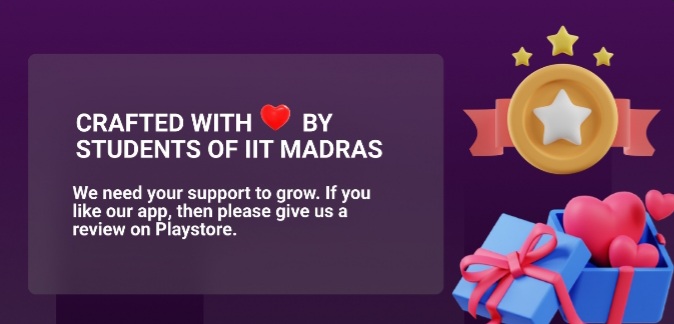 CRAFTED WITH ❤️ BY
STUDENTS OF IIT MADRAS
We need your support to grow. If you
like our app, then please give us a
review on Playstore.